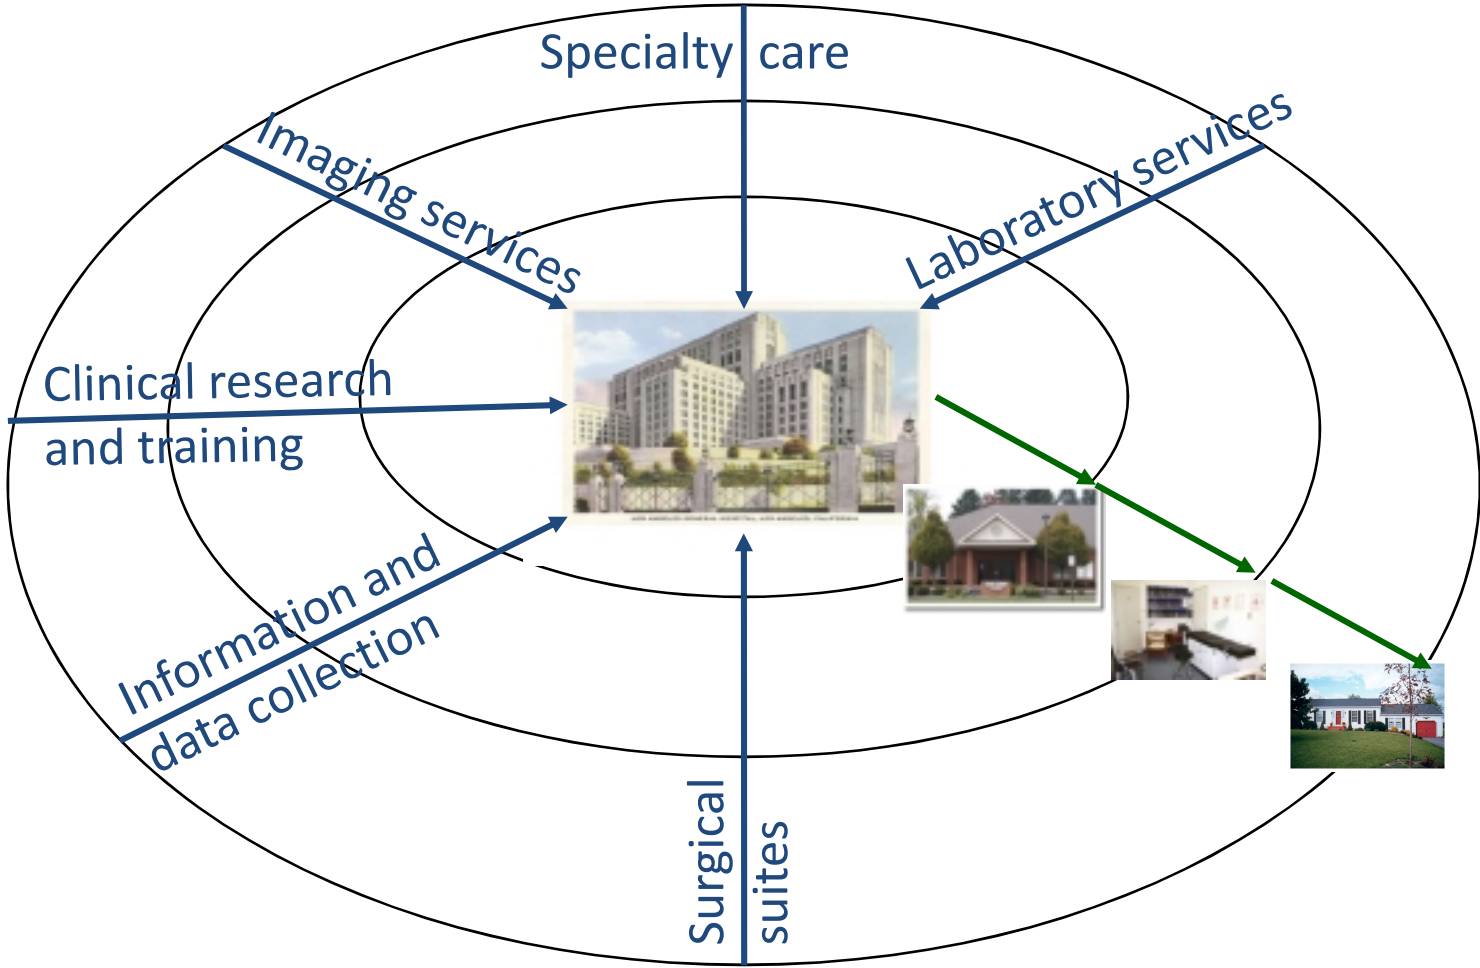 Specialty care
Imaging services
Laboratory services
Clinical research
and training
Information and
data collection
Surgical
suites